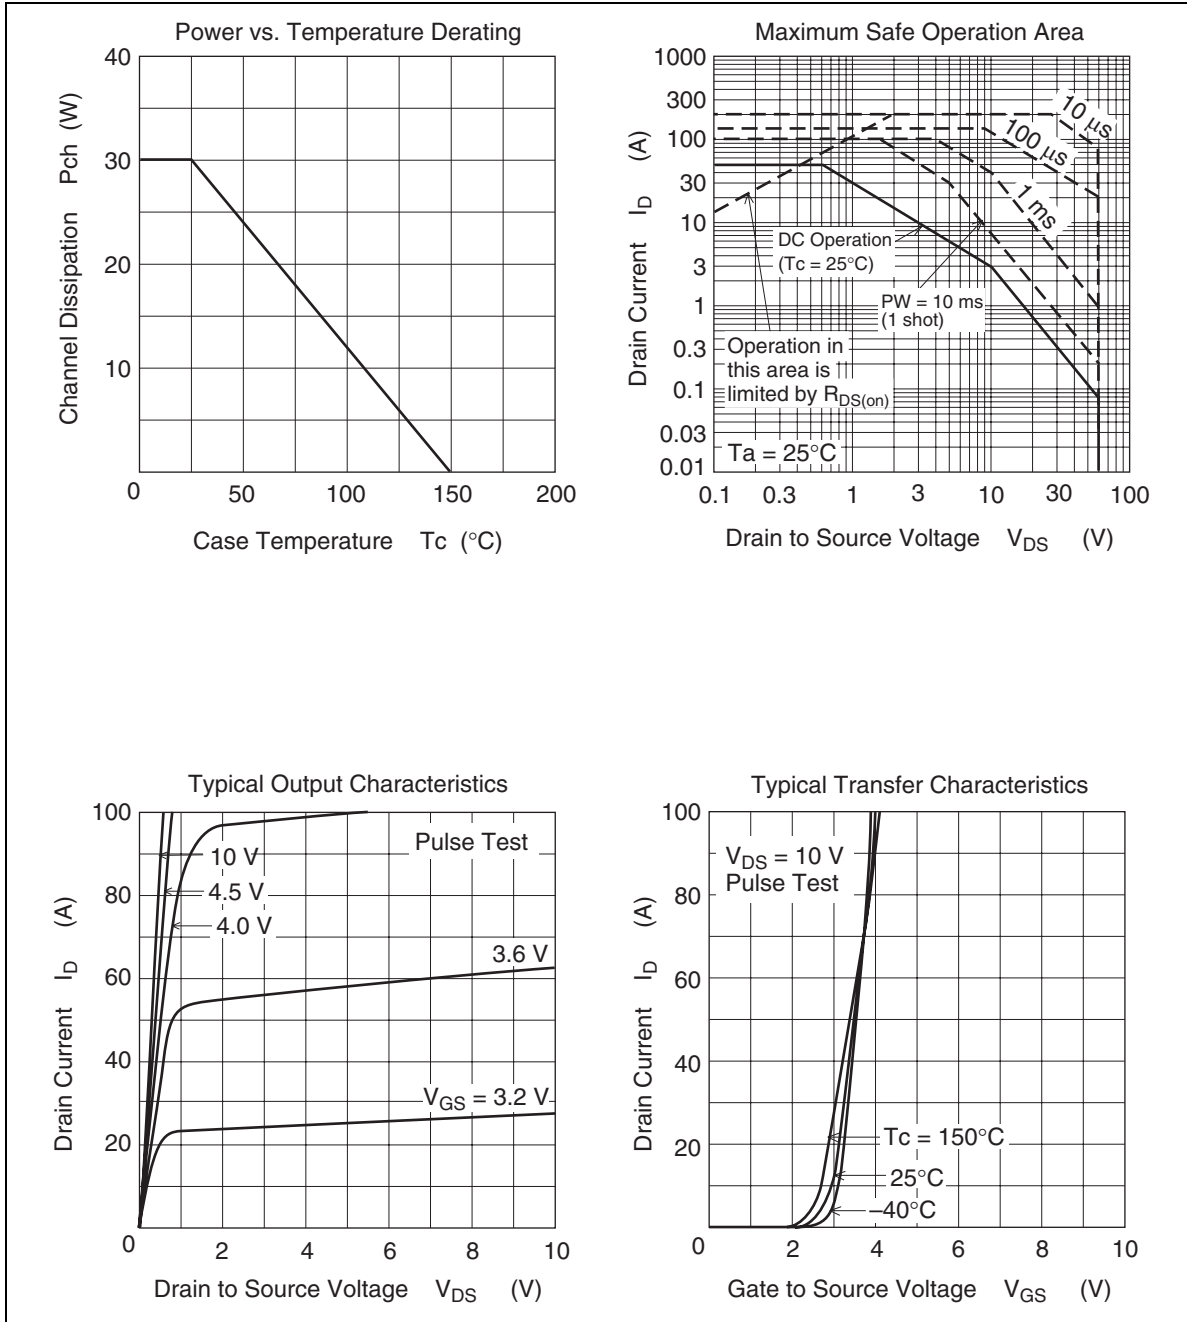 Power vs. Temperature Derating
Channel Dissipation Pch (W)
40
30
20
10
0
50
100
150
200
Case Temperature Tc (°C)
Maximum Safe Operation Area
Drain Current I_D (A)
1000
300
100
30
10
3
1
0.3
0.1
0.03
0.01
10 μs
100 μs
1 ms
DC Operation
(Tc = 25°C)
PW = 10 ms
(1 shot)
Operation in
this area is
limited by R_DS(on)
Ta = 25°C
0.1
0.3
1
3
10
30
100
Drain to Source Voltage V_DS (V)
Typical Output Characteristics
Drain Current I_D (A)
100
80
60
40
20
0
Pulse Test
10 V
4.5 V
4.0 V
3.6 V
V_GS = 3.2 V
2
4
6
8
10
Drain to Source Voltage V_DS (V)
Typical Transfer Characteristics
Drain Current I_D (A)
100
80
60
40
20
0
V_DS = 10 V
Pulse Test
Tc = 150°C
25°C
–40°C
2
4
6
8
10
Gate to Source Voltage V_GS (V)